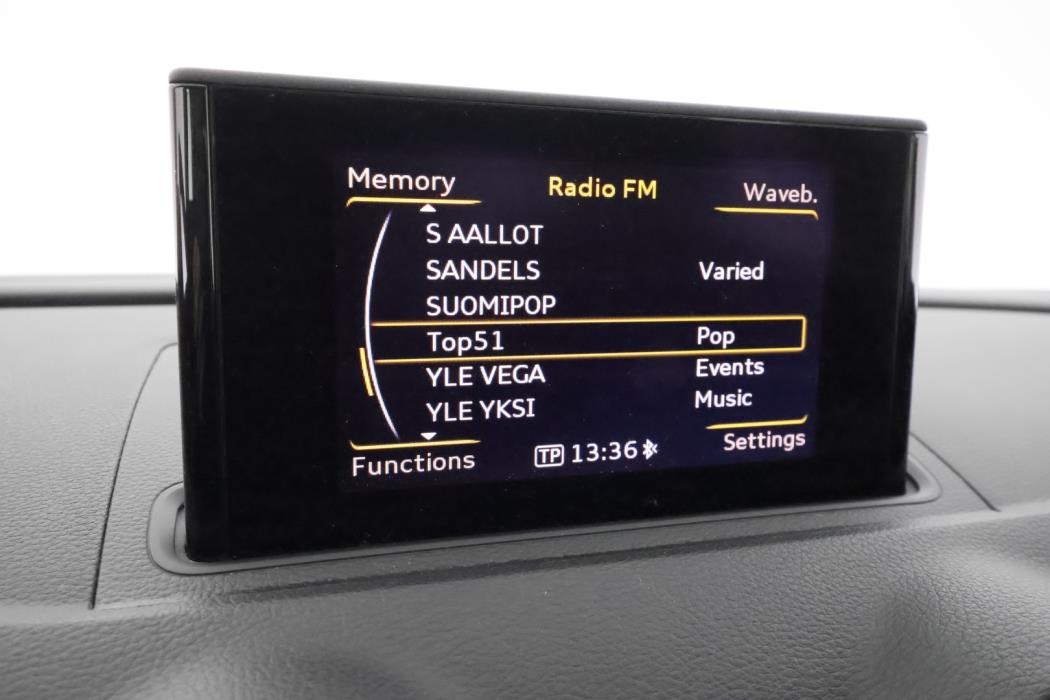 Memory Radio FM Waveb.
S AALLOT
SANDELS Varied
SUOMIPOP
Top51 Pop
YLE VEGA Events
YLE YKSI Music
Functions TP 13:36 Settings